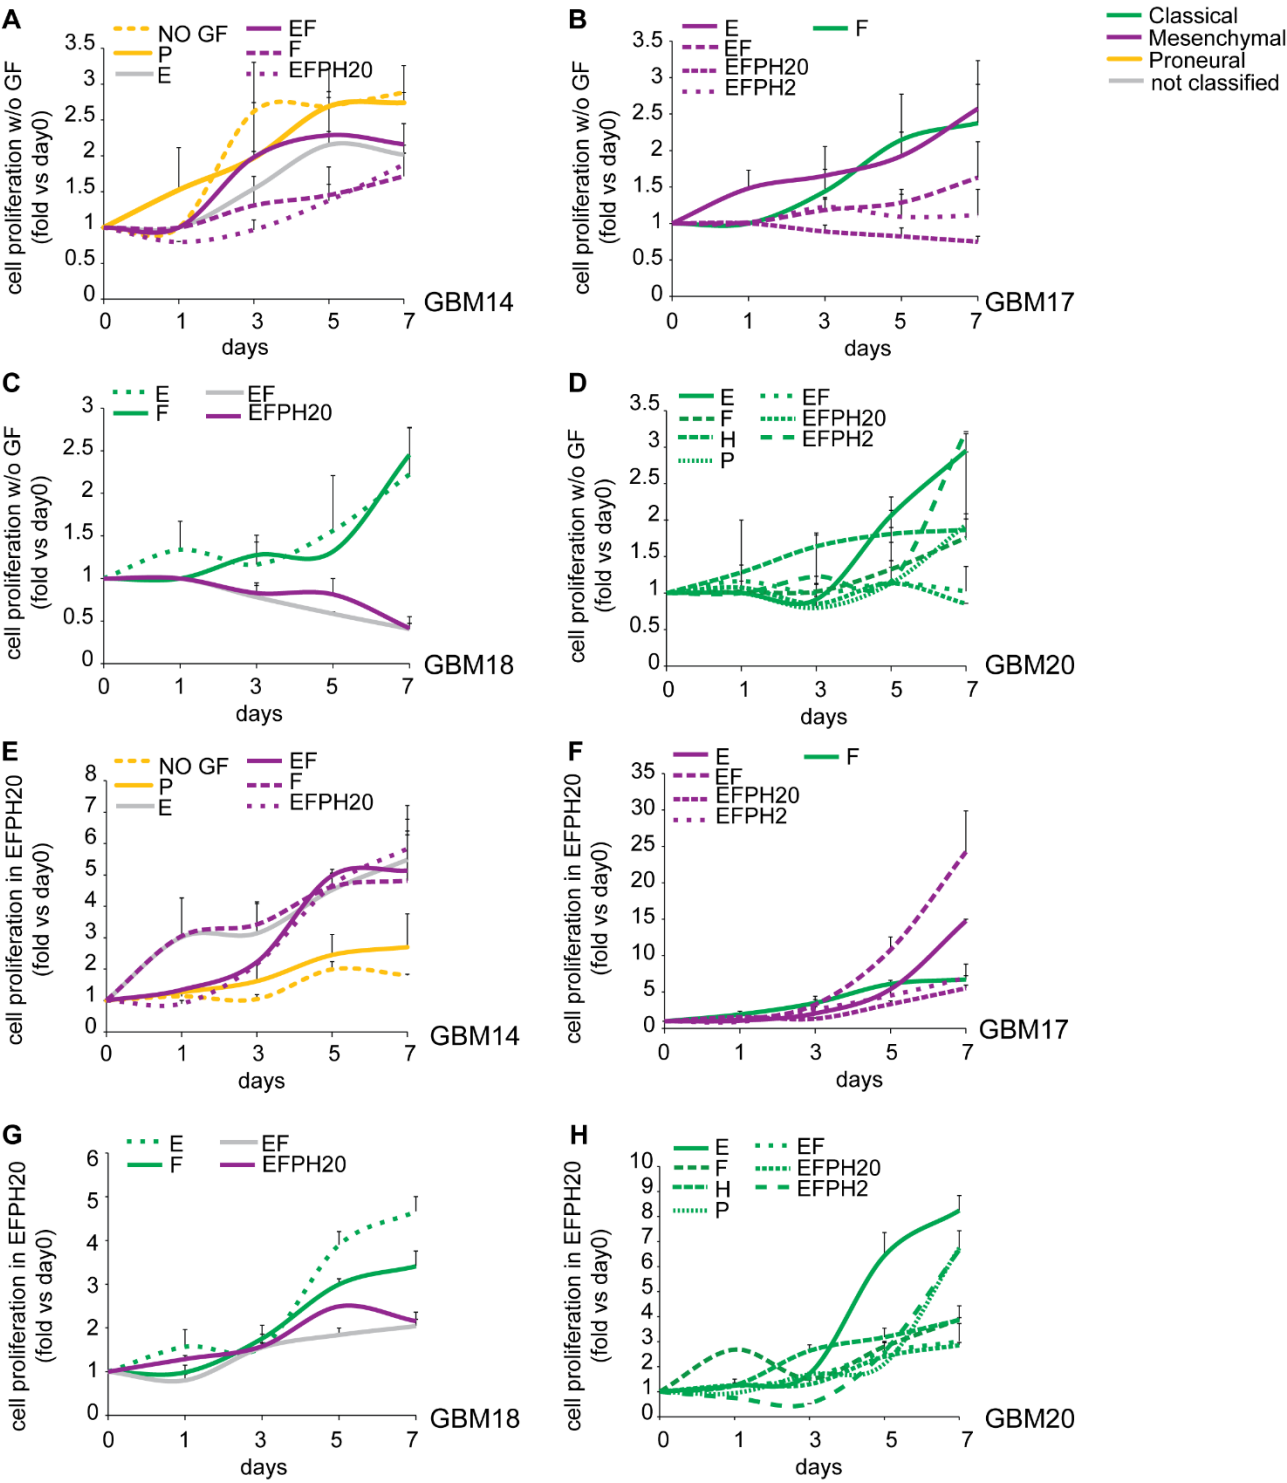 A
NO GF
P
E
EF
F
EFPH20
cell proliferation w/o GF
(fold vs day0)
3.5
3
2.5
2
1.5
1
0.5
0
0 1 3 5 7
days
GBM14
B
E
EF
EFPH20
EFPH2
F
cell proliferation w/o GF
(fold vs day0)
3.5
3
2.5
2
1.5
1
0.5
0
0 1 3 5 7
days
GBM17
Classical
Mesenchymal
Proneural
not classified
C
E
F
EF
EFPH20
cell proliferation w/o GF
(fold vs day0)
3
2.5
2
1.5
1
0.5
0
0 1 3 5 7
days
GBM18
D
E
F
H
P
EF
EFPH20
EFPH2
cell proliferation w/o GF
(fold vs day0)
3.5
3
2.5
2
1.5
1
0.5
0
0 1 3 5 7
days
GBM20
E
NO GF
P
E
EF
F
EFPH20
cell proliferation in EFPH20
(fold vs day0)
8
7
6
5
4
3
2
1
0
0 1 3 5 7
days
GBM14
F
E
EF
EFPH20
EFPH2
F
cell proliferation in EFPH20
(fold vs day0)
35
30
25
20
15
10
5
0
0 1 3 5 7
days
GBM17
G
E
F
EF
EFPH20
cell proliferation in EFPH20
(fold vs day0)
6
5
4
3
2
1
0
0 1 3 5 7
days
GBM18
H
E
F
H
P
EF
EFPH20
EFPH2
cell proliferation in EFPH20
(fold vs day0)
10
9
8
7
6
5
4
3
2
1
0
0 1 3 5 7
days
GBM20